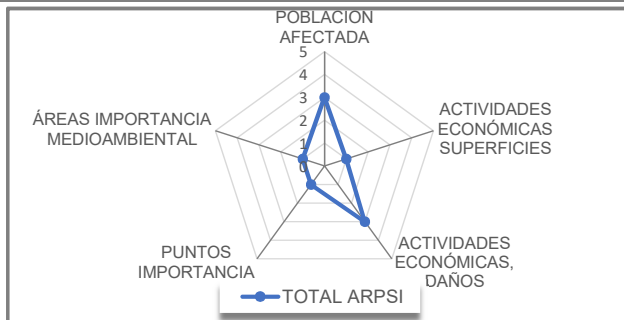 POBLACIÓN
AFECTADA
5
4
3
2
1
0
ÁREAS IMPORTANCIA
MEDIOAMBIENTAL
ACTIVIDADES
ECONÓMICAS
SUPERFICIES
PUNTOS
IMPORTANCIA
ACTIVIDADES
ECONÓMICAS,
DAÑOS
TOTAL ARPSI